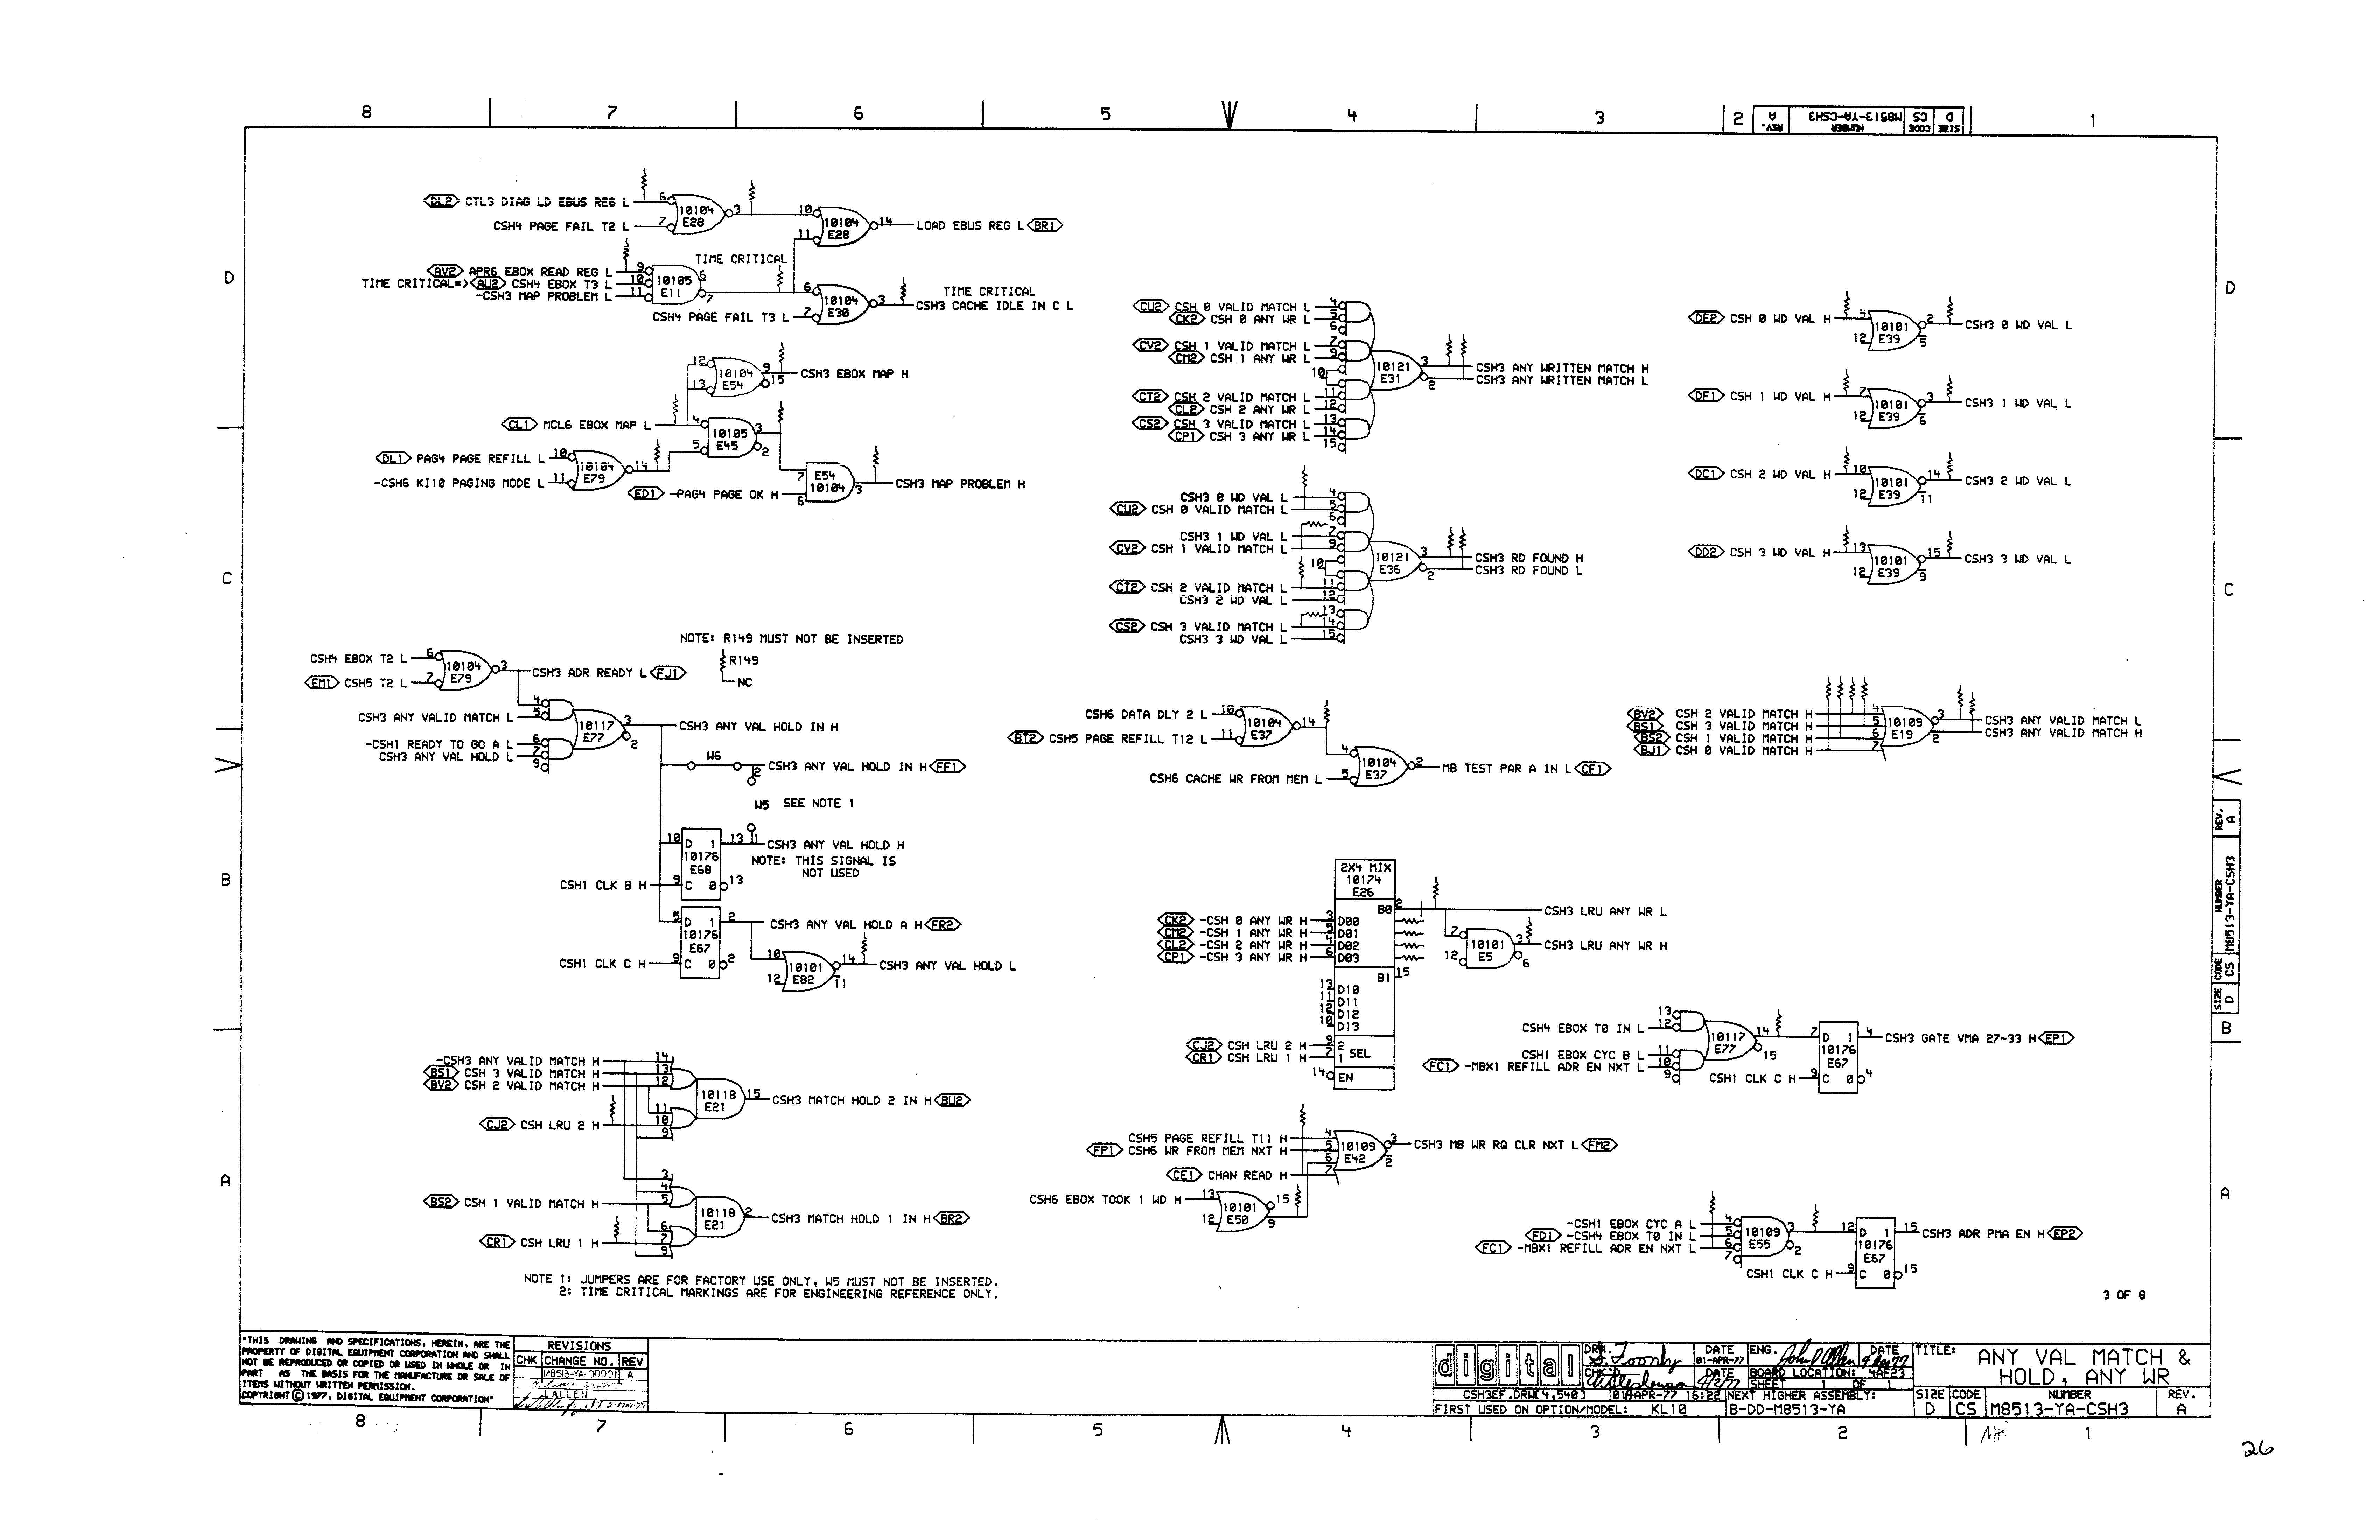 8 7 6 5 4 3 2 1
REV. A NUMBER M8513-YA-CSH3 CODE CS SIZE D
D
C
B
A
DL2 CTL3 DIAG LD EBUS REG L 6 7 10104 E28 3
CSH4 PAGE FAIL T2 L
10 11 10104 E28 14 LOAD EBUS REG L BR1
TIME CRITICAL
AV2 APR6 EBOX READ REG L 9
TIME CRITICAL=> AU2 CSH4 EBOX T3 L 10
-CSH3 MAP PROBLEM L 11
10105 E11 6 7
CSH4 PAGE FAIL T3 L 7
6 10104 E36 3
TIME CRITICAL
CSH3 CACHE IDLE IN C L
12 13 10104 E54 9 15 CSH3 EBOX MAP H
CL1 MCL6 EBOX MAP L 4 5 10105 E45 3 2
DL1 PAG4 PAGE REFILL L 10
-CSH6 KI10 PAGING MODE L 11
10104 E79 14
ED1 -PAG4 PAGE OK H
7 6 E54 10104 3 CSH3 MAP PROBLEM H
CU2 CSH 0 VALID MATCH L 4
CK2 CSH 0 ANY WR L 5
6
CV2 CSH 1 VALID MATCH L 7
CM2 CSH 1 ANY WR L 9
10
CT2 CSH 2 VALID MATCH L 11
CL2 CSH 2 ANY WR L 12
CS2 CSH 3 VALID MATCH L 13
CP1 CSH 3 ANY WR L 14
15
10121 E31
3 CSH3 ANY WRITTEN MATCH H
2 CSH3 ANY WRITTEN MATCH L
CSH3 0 WD VAL L 4
CU2 CSH 0 VALID MATCH L 5
6
CSH3 1 WD VAL L 7
CV2 CSH 1 VALID MATCH L 9
10
CT2 CSH 2 VALID MATCH L 11
CSH3 2 WD VAL L 12
13
CS2 CSH 3 VALID MATCH L 14
CSH3 3 WD VAL L 15
10121 E36
3 CSH3 RD FOUND H
2 CSH3 RD FOUND L
DE2 CSH 0 WD VAL H 4 12 10101 E39 2 5 CSH3 0 WD VAL L
DF1 CSH 1 WD VAL H 7 12 10101 E39 3 6 CSH3 1 WD VAL L
DC1 CSH 2 WD VAL H 10 12 10101 E39 14 11 CSH3 2 WD VAL L
DD2 CSH 3 WD VAL H 13 12 10101 E39 15 9 CSH3 3 WD VAL L
NOTE: R149 MUST NOT BE INSERTED
R149
NC
CSH4 EBOX T2 L 6
EM1 CSH5 T2 L 7
10104 E79 3 CSH3 ADR READY L FJ1
4
CSH3 ANY VALID MATCH L 5
-CSH1 READY TO GO A L 6
CSH3 ANY VAL HOLD L 7
9
10117 E77 3 2 CSH3 ANY VAL HOLD IN H
W6
2 CSH3 ANY VAL HOLD IN H FF1
W5 SEE NOTE 1
10 D 1 13 1 CSH3 ANY VAL HOLD H
10176 E68
NOTE: THIS SIGNAL IS
NOT USED
CSH1 CLK B H 9 C 0 13
5 D 1 2 CSH3 ANY VAL HOLD A H FR2
10176 E67
CSH1 CLK C H 9 C 0 2
10 12 10101 E82 14 11 CSH3 ANY VAL HOLD L
CSH6 DATA DLY 2 L 10
BT2 CSH5 PAGE REFILL T12 L 11
10104 E37 14
CSH6 CACHE WR FROM MEM L 5
4 10104 E37 2 MB TEST PAR A IN L CF1
BV2 CSH 2 VALID MATCH H 4
BS1 CSH 3 VALID MATCH H 5
BS2 CSH 1 VALID MATCH H 6
BJ1 CSH 0 VALID MATCH H 7
10109 E19
3 CSH3 ANY VALID MATCH L
2 CSH3 ANY VALID MATCH H
2X4 MIX
10174
E26
B0 2 CSH3 LRU ANY WR L
CK2 -CSH 0 ANY WR H 3 D00
CM2 -CSH 1 ANY WR H D01
CL2 -CSH 2 ANY WR H D02
CP1 -CSH 3 ANY WR H 6 D03
B1 15
13 D10
11 D11
12 D12
10 D13
CJ2 CSH LRU 2 H 9 2
CR1 CSH LRU 1 H 7 1 SEL
14 EN
7 12 10101 E5 3 6 CSH3 LRU ANY WR H
13
CSH4 EBOX T0 IN L 12
CSH1 EBOX CYC B L 11
FC1 -MBX1 REFILL ADR EN NXT L 10
9
10117 E77 14 15
7 D 1 4 CSH3 GATE VMA 27-33 H EP1
10176 E67
CSH1 CLK C H 9 C 0 4
-CSH3 ANY VALID MATCH H 14
BS1 CSH 3 VALID MATCH H 13
BV2 CSH 2 VALID MATCH H 12
11
CJ2 CSH LRU 2 H 10
9
10118 E21 15 CSH3 MATCH HOLD 2 IN H BU2
3
4
BS2 CSH 1 VALID MATCH H 5
6
CR1 CSH LRU 1 H 7
9
10118 E21 2 CSH3 MATCH HOLD 1 IN H BR2
CSH5 PAGE REFILL T11 H 4
FP1 CSH6 WR FROM MEM NXT H 5
6
CE1 CHAN READ H 7
10109 E42 3 2 CSH3 MB WR RQ CLR NXT L FM2
CSH6 EBOX TOOK 1 WD H 13 12 10101 E50 15 9
-CSH1 EBOX CYC A L 4
FD1 -CSH4 EBOX T0 IN L 5
FC1 -MBX1 REFILL ADR EN NXT L 6
7
10109 E55 3 2
12 D 1 15 CSH3 ADR PMA EN H EP2
10176 E67
CSH1 CLK C H 9 C 0 15
NOTE 1: JUMPERS ARE FOR FACTORY USE ONLY, W5 MUST NOT BE INSERTED.
2: TIME CRITICAL MARKINGS ARE FOR ENGINEERING REFERENCE ONLY.
3 OF 8
"THIS DRAWING AND SPECIFICATIONS, HEREIN, ARE THE
PROPERTY OF DIGITAL EQUIPMENT CORPORATION AND SHALL
NOT BE REPRODUCED OR COPIED OR USED IN WHOLE OR IN
PART AS THE BASIS FOR THE MANUFACTURE OR SALE OF
ITEMS WITHOUT WRITTEN PERMISSION.
COPYRIGHT © 1977, DIGITAL EQUIPMENT CORPORATION"
REVISIONS
CHK CHANGE NO. REV
M8513-YA-00001 A
J ALLEN
digital
DRN.
DATE 01-APR-77
ENG. John D Allen
DATE
CHK
DATE
BOARD LOCATION: 4AF23
SHEET 1 OF 1
CSH3EF.DRW[4,540] 01-APR-77 16:22
NEXT HIGHER ASSEMBLY:
FIRST USED ON OPTION/MODEL: KL10
B-DD-M8513-YA
TITLE: ANY VAL MATCH &
HOLD, ANY WR
SIZE D CODE CS NUMBER M8513-YA-CSH3 REV. A
SIZE D CODE CS NUMBER M8513-YA-CSH3 REV. A
8 7 6 5 4 3 2 1
26